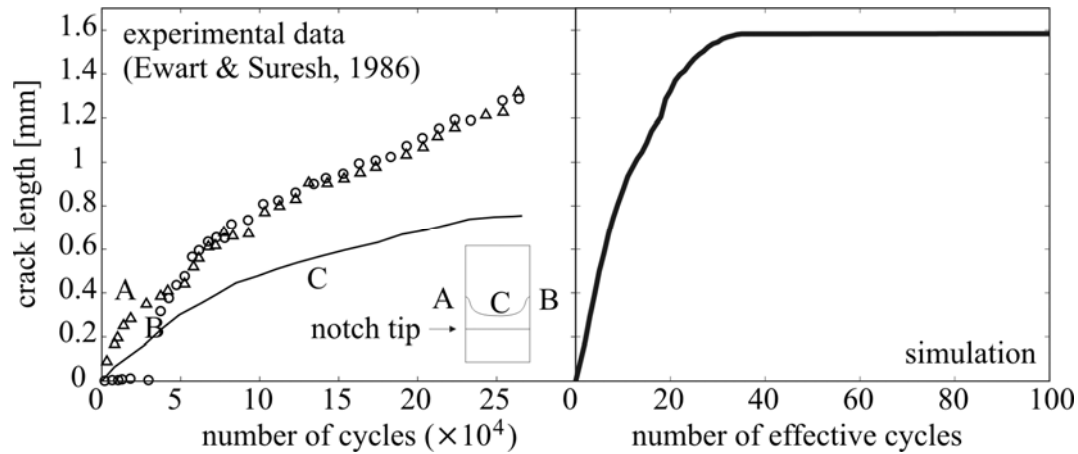 1.6
1.4
1.2
1
0.8
0.6
0.4
0.2
0
crack length [mm]
experimental data
(Ewart & Suresh, 1986)
A
B
C
A
C
B
notch tip
0
5
10
15
20
25
number of cycles (×10⁴)
simulation
0
20
40
60
80
100
number of effective cycles